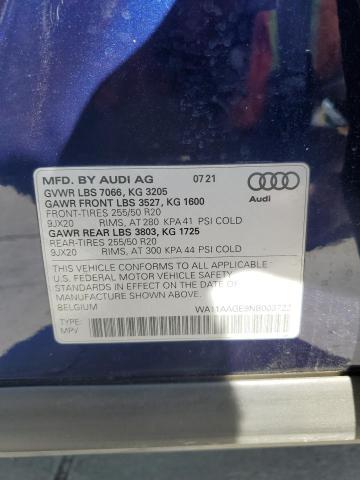 MFD. BY AUDI AG 07 21
GVWR LBS 7066, KG 3205
GAWR FRONT LBS 3527, KG 1600
FRONT-TIRES 255/50 R20
9JX20 RIMS, AT 280 KPA 41 PSI COLD
GAWR REAR LBS 3803, KG 1725
REAR-TIRES 255/50 R20
9JX20 RIMS, AT 300 KPA 44 PSI COLD
Audi
THIS VEHICLE CONFORMS TO ALL APPLICABLE
U.S. FEDERAL MOTOR VEHICLE SAFETY
STANDARDS IN EFFECT ON THE DATE OF
MANUFACTURE SHOWN ABOVE.
BELGIUM
TYPE:
MPV